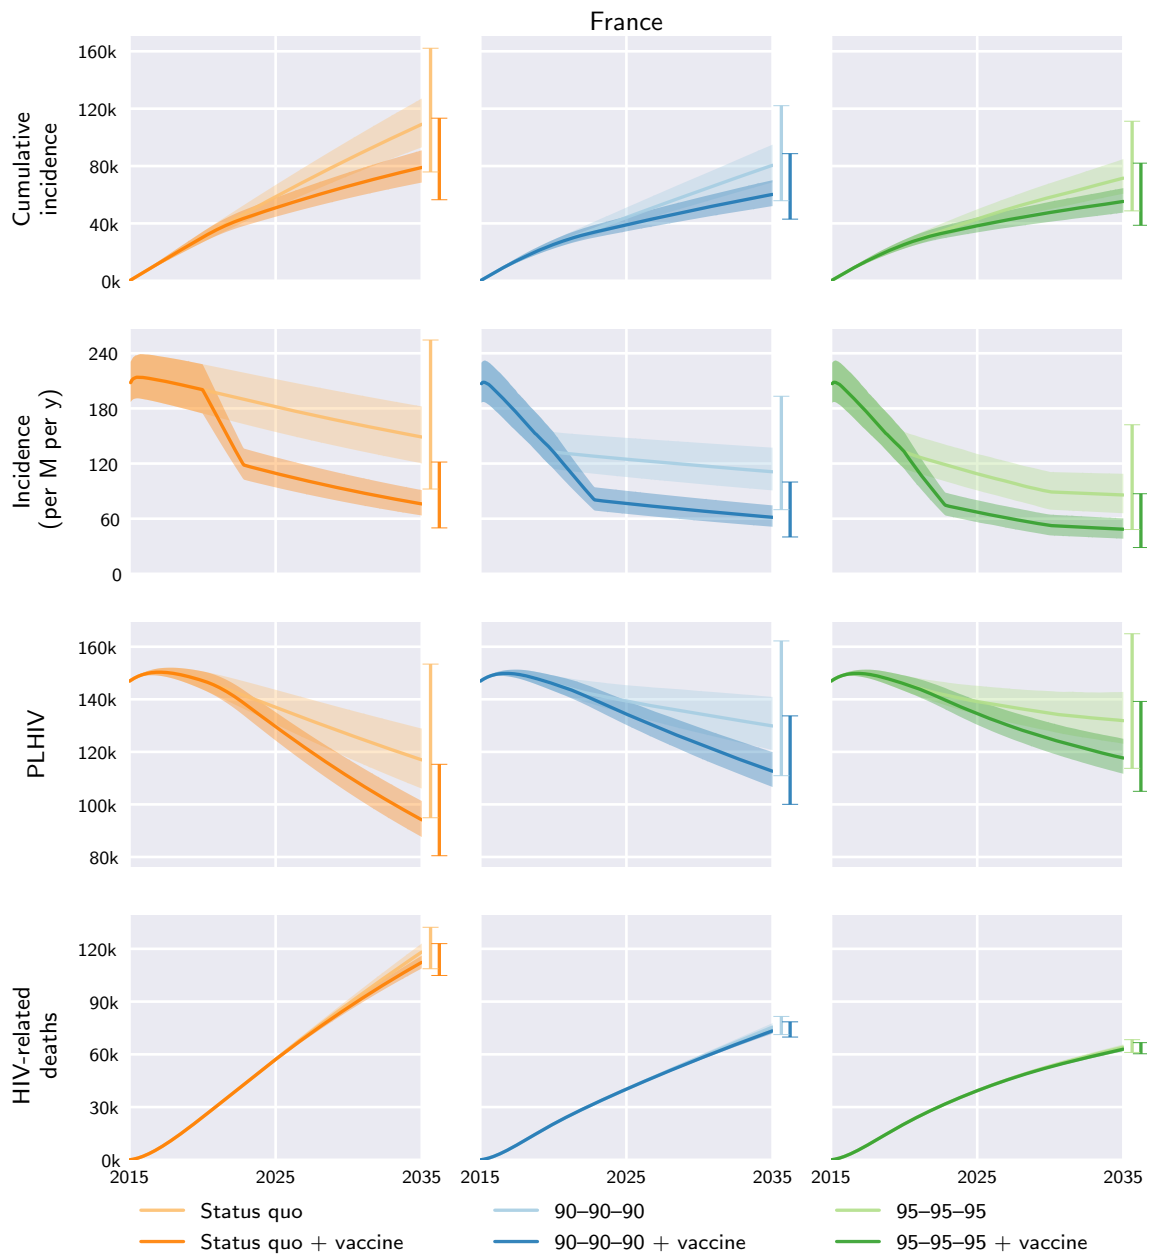 France
160k
120k
80k
40k
0k
Cumulative
incidence
240
180
120
60
0
Incidence
(per M per y)
160k
140k
120k
100k
80k
PLHIV
120k
90k
60k
30k
0k
HIV-related
deaths
2015 2025 2035 2015 2025 2035 2015 2025 2035
Status quo 90–90–90 95–95–95
Status quo + vaccine 90–90–90 + vaccine 95–95–95 + vaccine